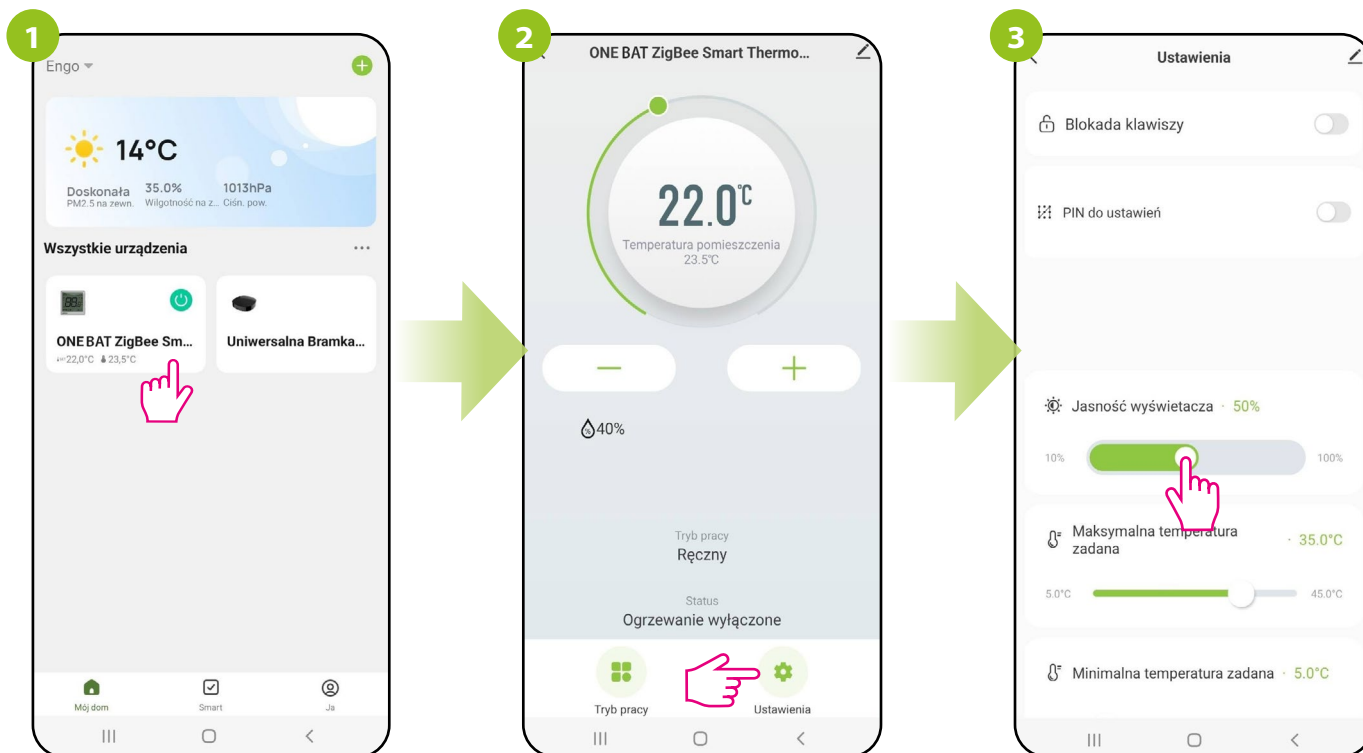 1
Engo
14°C
Doskonała 35.0% 1013hPa
PM2.5 na zewn. Wilgotność na z... Ciśn. pow.
Wszystkie urządzenia
ONE BAT ZigBee Sm...
22,0°C 23,5°C
Uniwersalna Bramka...
Mój dom Smart Ja
2
ONE BAT ZigBee Smart Thermo...
22.0°C
Temperatura pomieszczenia
23.5°C
40%
Tryb pracy
Ręczny
Status
Ogrzewanie wyłączone
Tryb pracy Ustawienia
3
Ustawienia
Blokada klawiszy
PIN do ustawień
Jasność wyświetacza · 50%
10% 100%
Maksymalna temperatura
zadana · 35.0°C
5.0°C 45.0°C
Minimalna temperatura zadana · 5.0°C